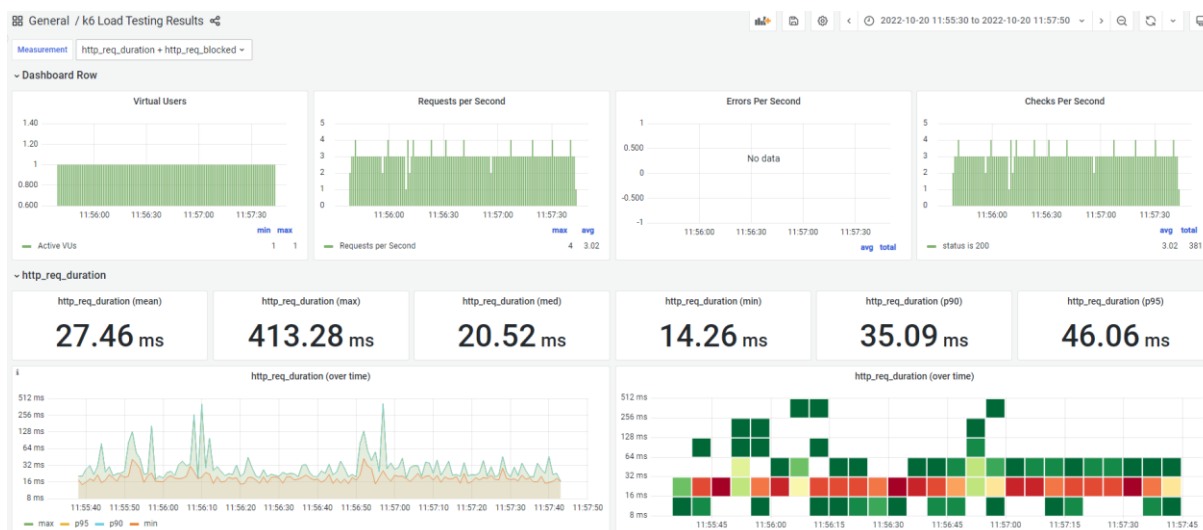 General / k6 Load Testing Results
2022-10-20 11:55:30 to 2022-10-20 11:57:50
Measurement http_req_duration + http_req_blocked
Dashboard Row
Virtual Users
1.40
1.20
1
0.800
0.600
11:56:00 11:56:30 11:57:00 11:57:30
min max
Active VUs 1 1
Requests per Second
5
4
3
2
1
0
11:56:00 11:56:30 11:57:00 11:57:30
max avg
Requests per Second 4 3.02
Errors Per Second
1
0.500
0
-0.500
-1
No data
11:56:00 11:56:30 11:57:00 11:57:30
avg total
Checks Per Second
5
4
3
2
1
0
11:56:00 11:56:30 11:57:00 11:57:30
avg total
status is 200 3.02 381
http_req_duration
http_req_duration (mean)
27.46 ms
http_req_duration (max)
413.28 ms
http_req_duration (med)
20.52 ms
http_req_duration (min)
14.26 ms
http_req_duration (p90)
35.09 ms
http_req_duration (p95)
46.06 ms
i
http_req_duration (over time)
512 ms
256 ms
128 ms
64 ms
32 ms
16 ms
8 ms
11:55:40 11:55:50 11:56:00 11:56:10 11:56:20 11:56:30 11:56:40 11:56:50 11:57:00 11:57:10 11:57:20 11:57:30 11:57:40 11:57:50
max p95 p90 min
http_req_duration (over time)
512 ms
256 ms
128 ms
64 ms
32 ms
16 ms
8 ms
11:55:45 11:56:00 11:56:15 11:56:30 11:56:45 11:57:00 11:57:15 11:57:30